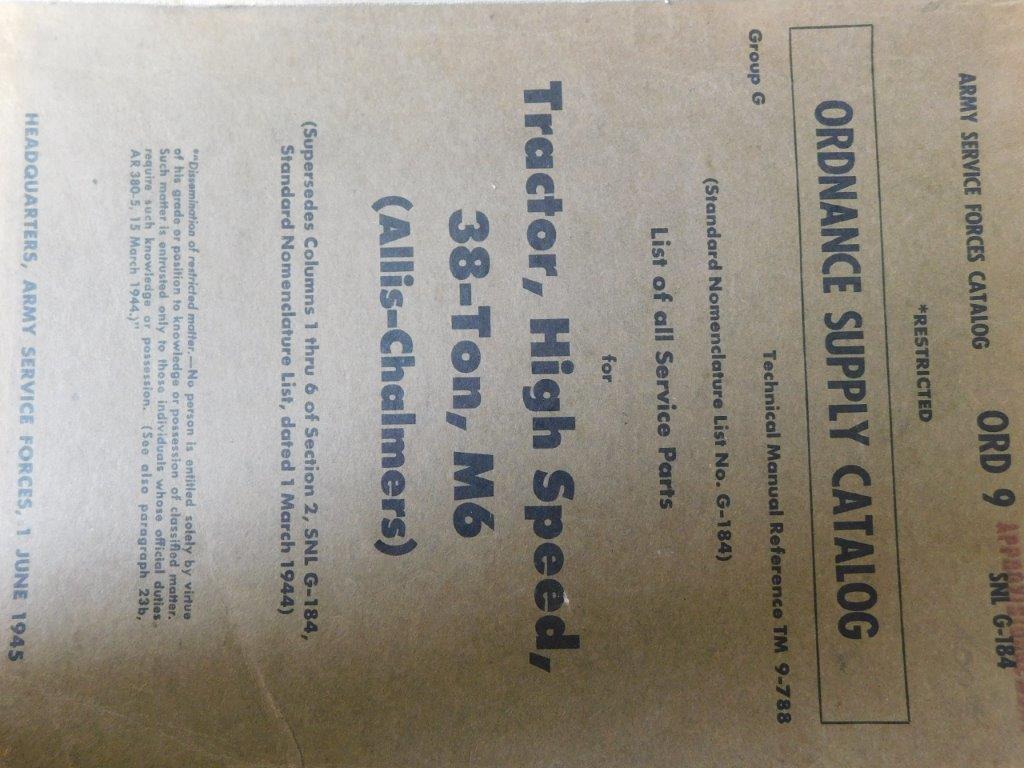 ARMY SERVICE FORCES CATALOG ORD 9 SNL G-184
*RESTRICTED
ORDNANCE SUPPLY CATALOG
Group G Technical Manual Reference TM 9-788
(Standard Nomenclature List No. G-184)
List of all Service Parts
for
Tractor, High Speed,
38-Ton, M6
(Allis-Chalmers)
(Supersedes Columns 1 thru 6 of Section 2, SNL G-184,
Standard Nomenclature List, dated 1 March 1944)
*"Dissemination of restricted matter.—No person is entitled solely by virtue
of his grade or position to knowledge or possession of classified matter.
Such matter is entrusted only to those individuals whose official duties
require such knowledge or possession. (See also paragraph 23b,
AR 380-5, 15 March 1944.)"
HEADQUARTERS, ARMY SERVICE FORCES, 1 JUNE 1945